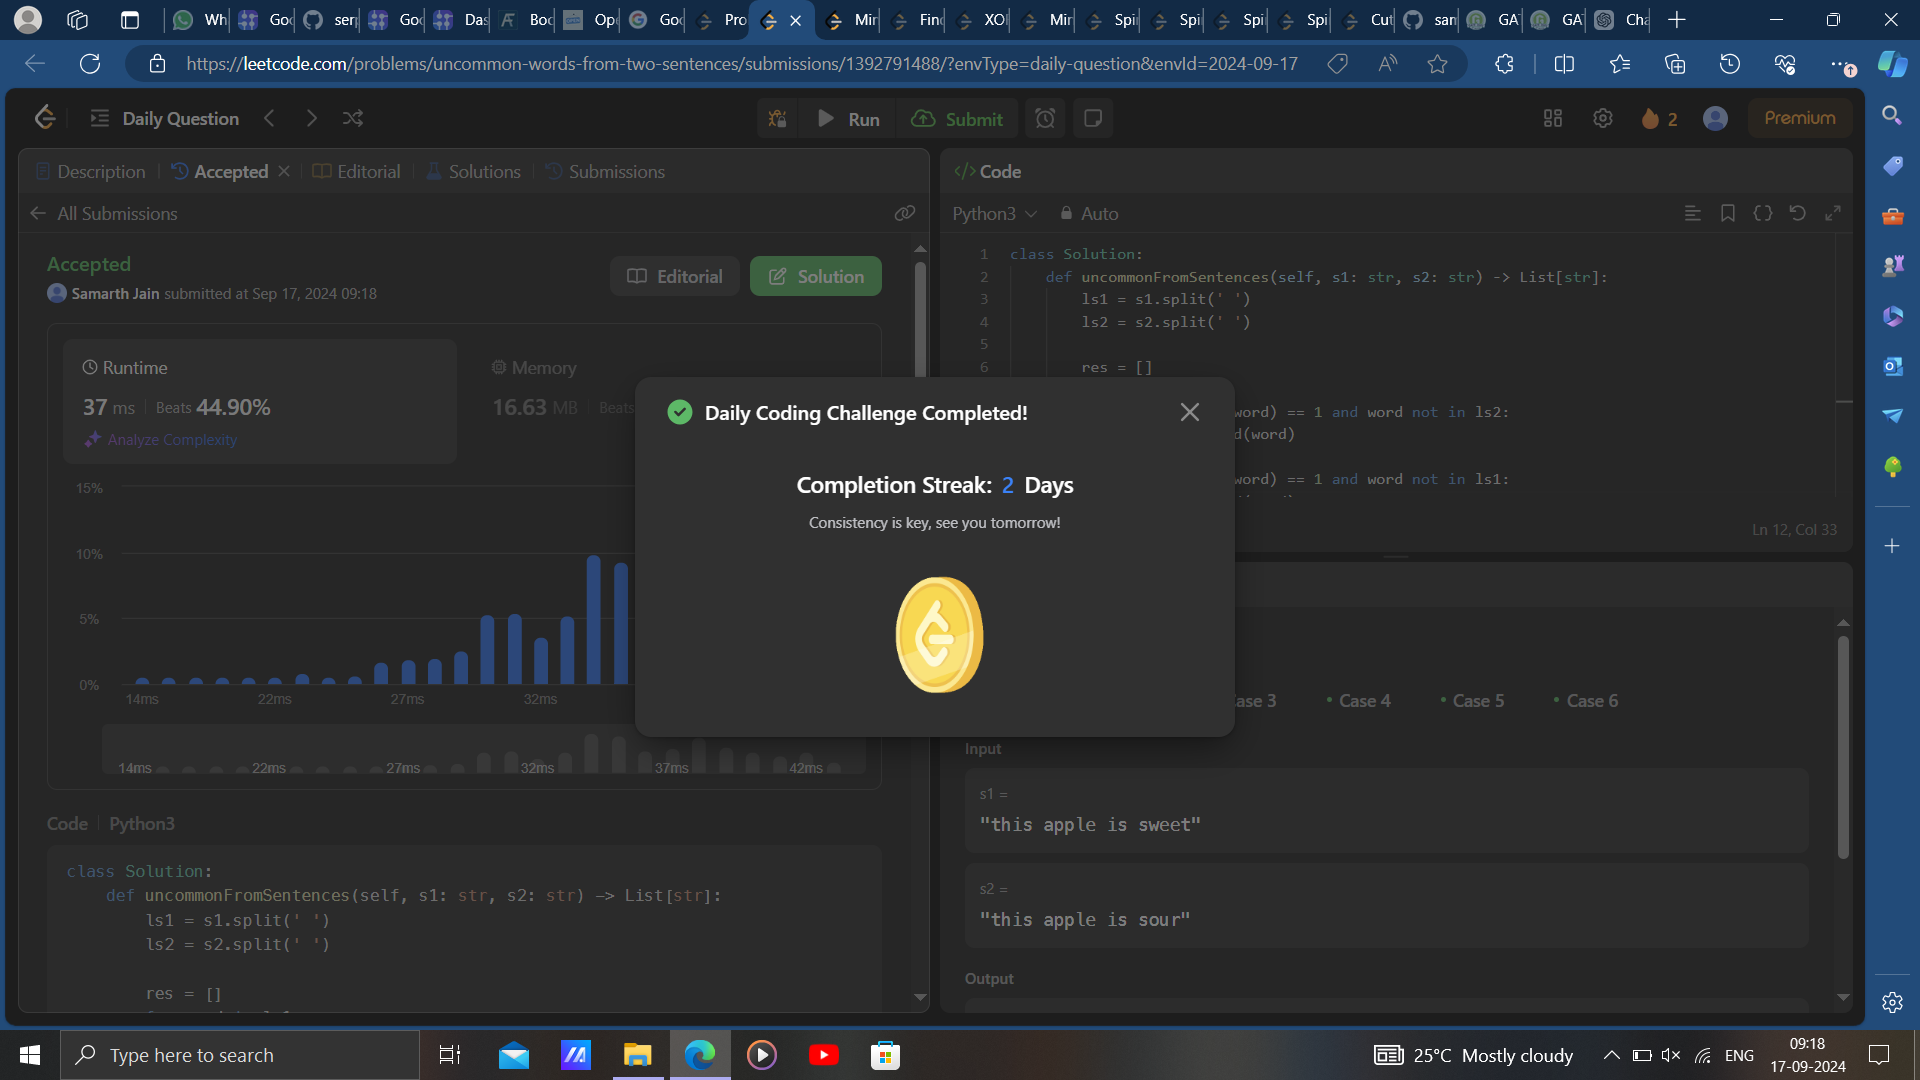 Wh
Goo
ser
Goo
Das
Boo
Ope
Goo
Pro
Min
Find
XOR
Min
Spi
Spi
Spi
Spi
Cut
sam
GA
GA
Cha
https://leetcode.com/problems/uncommon-words-from-two-sentences/submissions/1392791488/?envType=daily-question&envId=2024-09-17
Daily Question
Run
Submit
2
Premium
Description
Accepted
Editorial
Solutions
Submissions
</> Code
All Submissions
Python3
Auto
Accepted
Samarth Jain submitted at Sep 17, 2024 09:18
Editorial
Solution
Runtime
37 ms
Beats 44.90%
Analyze Complexity
Memory
16.63 MB
Beats
15%
10%
5%
0%
14ms
22ms
27ms
32ms
14ms
22ms
27ms
32ms
37ms
42ms
Code
Python3
class Solution:
def uncommonFromSentences(self, s1: str, s2: str) -> List[str]:
ls1 = s1.split(' ')
ls2 = s2.split(' ')
res = []
1 class Solution:
2 def uncommonFromSentences(self, s1: str, s2: str) -> List[str]:
3 ls1 = s1.split(' ')
4 ls2 = s2.split(' ')
5
6 res = []
word) == 1 and word not in ls2:
d(word)
word) == 1 and word not in ls1:
Ln 12, Col 33
Daily Coding Challenge Completed!
Completion Streak: 2 Days
Consistency is key, see you tomorrow!
ase 3
Case 4
Case 5
Case 6
Input
s1 =
"this apple is sweet"
s2 =
"this apple is sour"
Output
Type here to search
25°C Mostly cloudy
ENG
09:18
17-09-2024